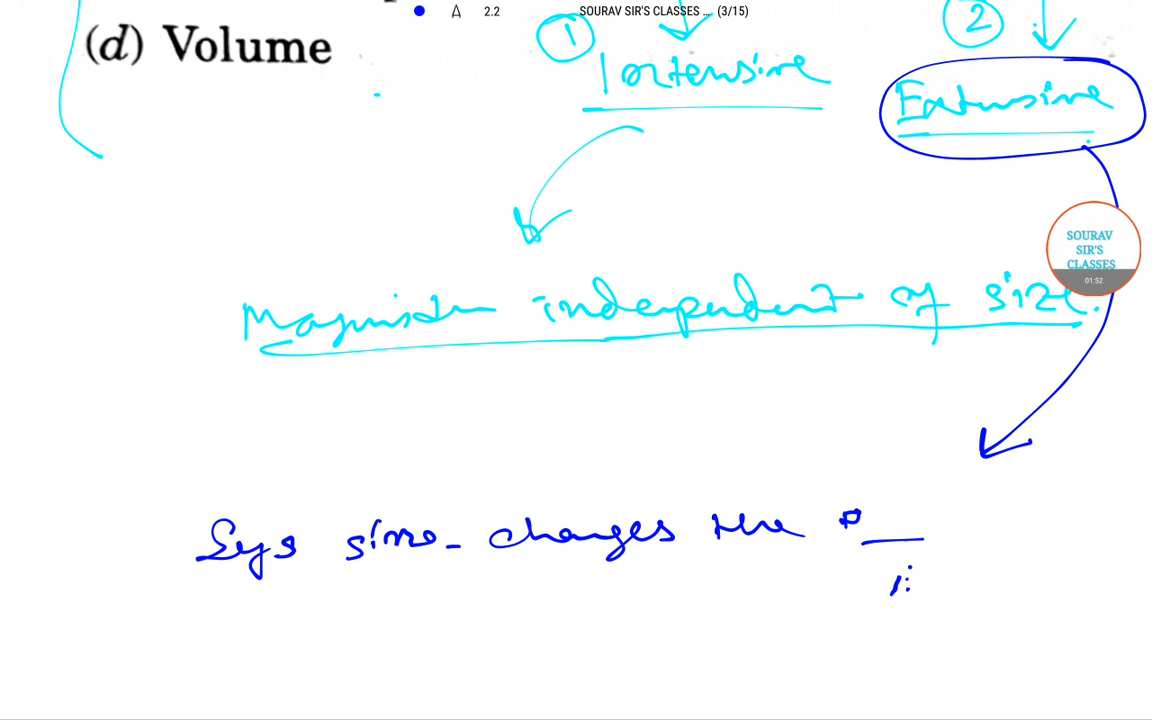 A 2.2 SOURAV SIR'S CLASSES ... (3/15)
(d) Volume
1 Intensive
2 Extensive
SOURAV
SIR'S
CLASSES
01:52
Magnitude independent of size.
Sys size changes the